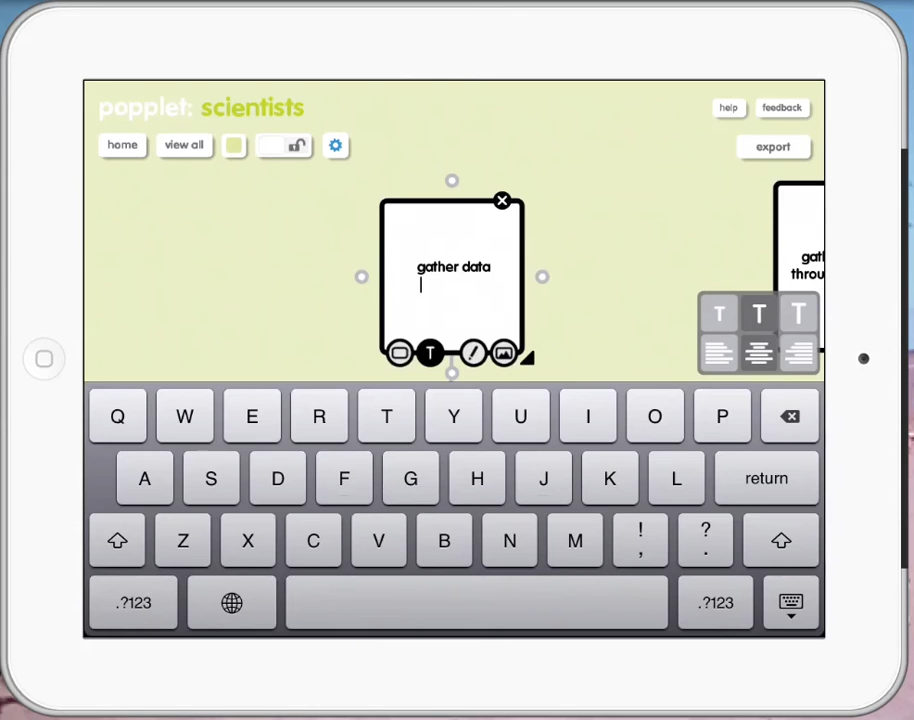 popplet: scientists
help
feedback
home
view all
export
gather data
T
T T T
Q W E R T Y U I O P
A S D F G H J K L
return
Z X C V B N M ! , ? .
.?123
.?123